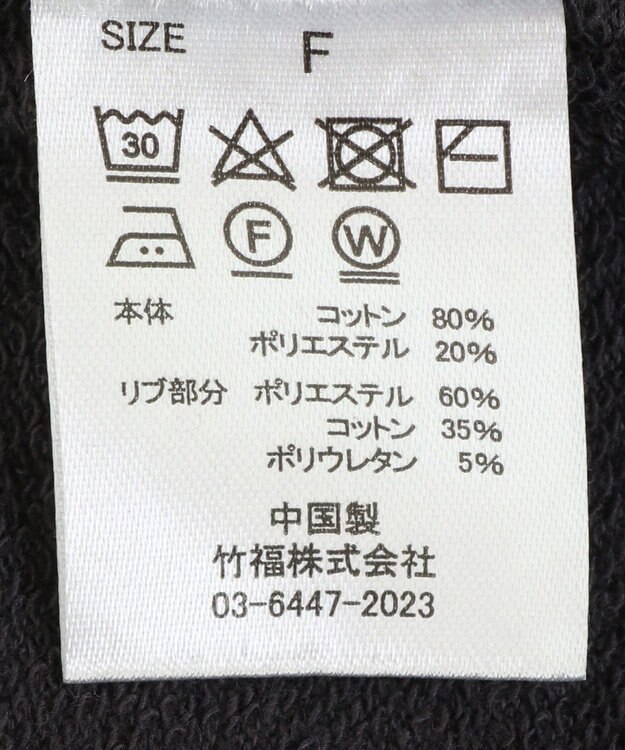 SIZE F
30
F W
本体 コットン 80%
ポリエステル 20%
リブ部分 ポリエステル 60%
コットン 35%
ポリウレタン 5%
中国製
竹福株式会社
03-6447-2023